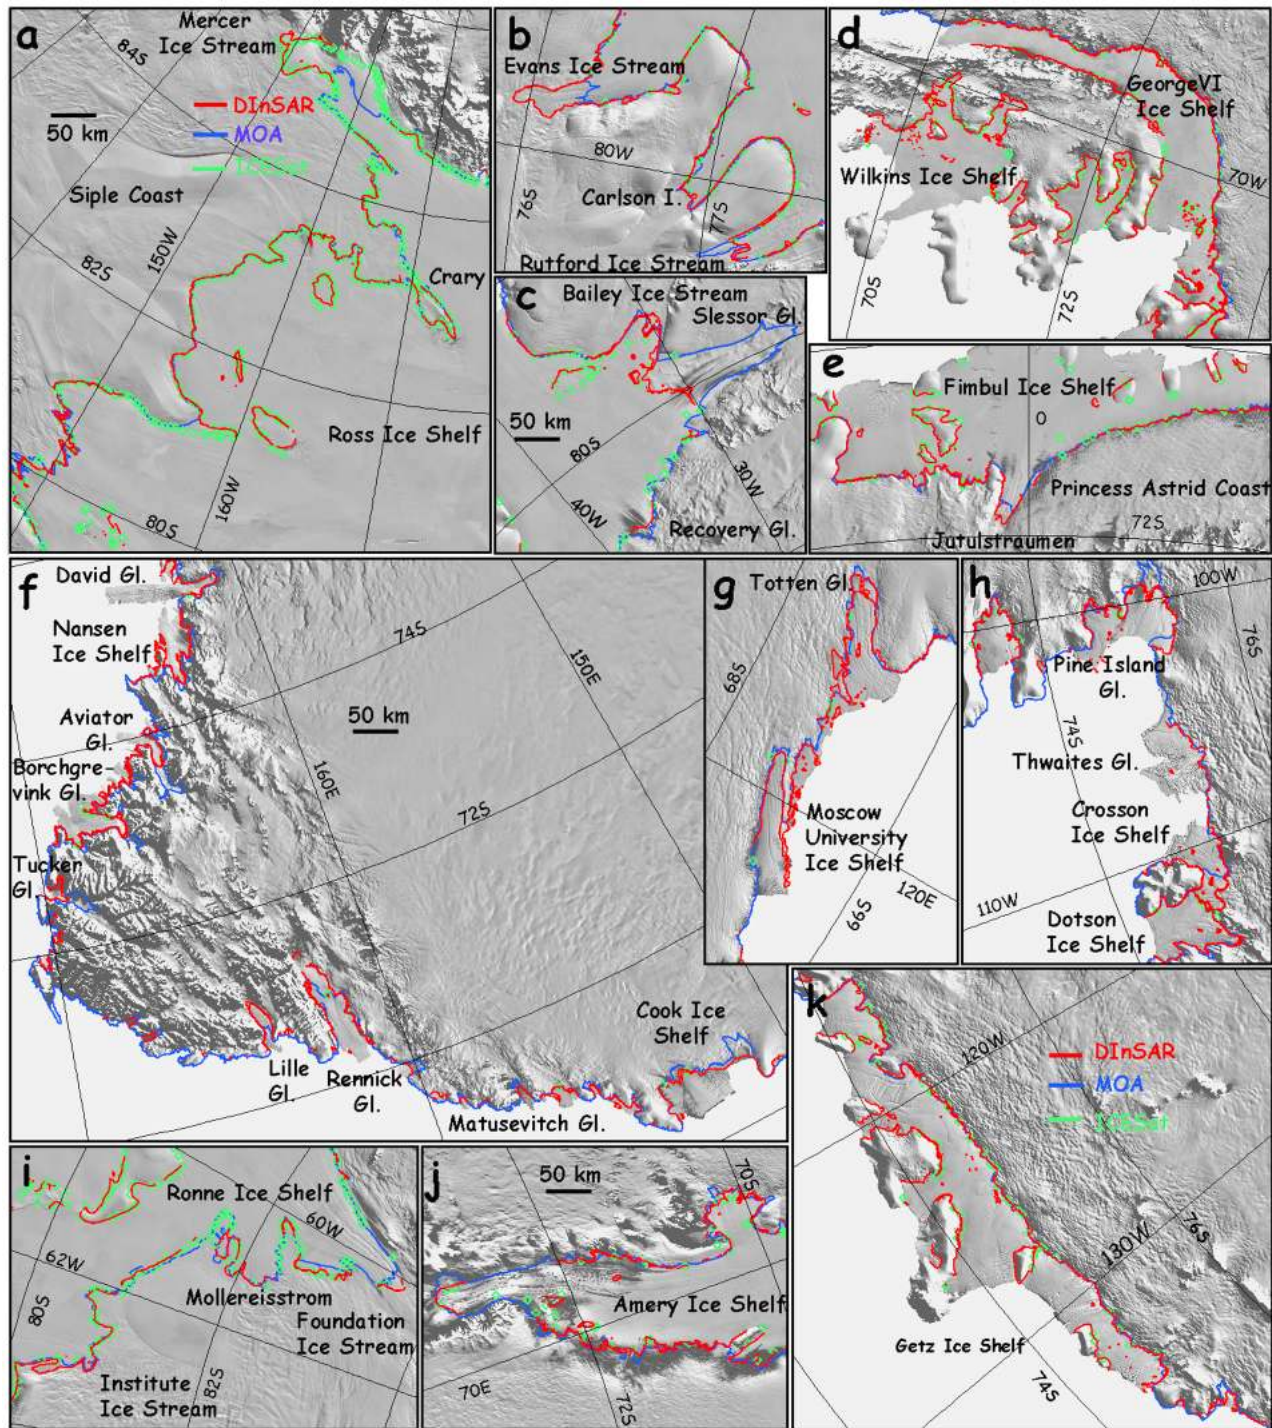 a
Mercer
Ice Stream
84S
DInSAR
MOA
ICESat
50 km
Siple Coast
150W
82S
Crary
Ross Ice Shelf
160W
80S
b
Evans Ice Stream
80W
76S
Carlson I.
77S
Rutford Ice Stream
c
Bailey Ice Stream
Slessor Gl.
50 km
80S
30W
40W
Recovery Gl.
d
GeorgeVI
Ice Shelf
Wilkins Ice Shelf
70W
70S
72S
e
Fimbul Ice Shelf
0
Princess Astrid Coast
72S
Jutulstraumen
f
David Gl.
Nansen
Ice Shelf
74S
150E
50 km
Aviator
Gl.
Borchgre-
vink Gl.
160E
72S
Tucker
Gl.
Cook Ice
Shelf
Lille
Gl.
Rennick
Gl.
Matusevitch Gl.
g
Totten Gl.
68S
Moscow
University
Ice Shelf
120E
66S
h
100W
76S
Pine Island
Gl.
74S
Thwaites Gl.
Crosson
Ice Shelf
110W
Dotson
Ice Shelf
i
Ronne Ice Shelf
60W
62W
80S
Mollereisstrom
Foundation
Ice Stream
82S
Institute
Ice Stream
j
50 km
70S
Amery Ice Shelf
70E
72S
k
120W
DInSAR
MOA
ICESat
130W
76S
Getz Ice Shelf
74S